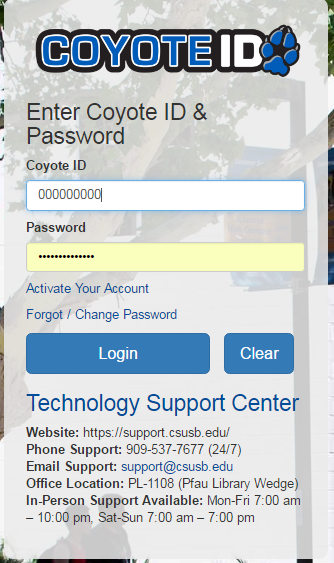 COYOTE ID
Enter Coyote ID &
Password
Coyote ID
000000000
Password
••••••••••••••
Activate Your Account
Forgot / Change Password
Login
Clear
Technology Support Center
Website: https://support.csusb.edu/
Phone Support: 909-537-7677 (24/7)
Email Support: support@csusb.edu
Office Location: PL-1108 (Pfau Library Wedge)
In-Person Support Available: Mon-Fri 7:00 am
– 10:00 pm, Sat-Sun 7:00 am – 7:00 pm